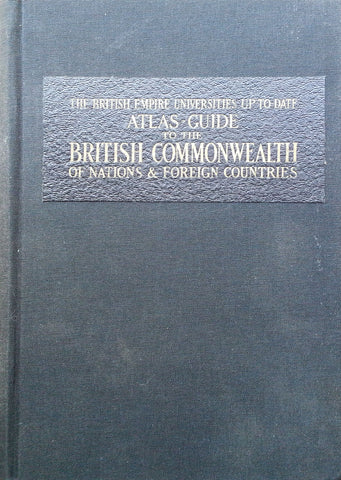 THE BRITISH EMPIRE UNIVERSITIES UP-TO-DATE
ATLAS-GUIDE
TO THE
BRITISH COMMONWEALTH
OF NATIONS & FOREIGN COUNTRIES